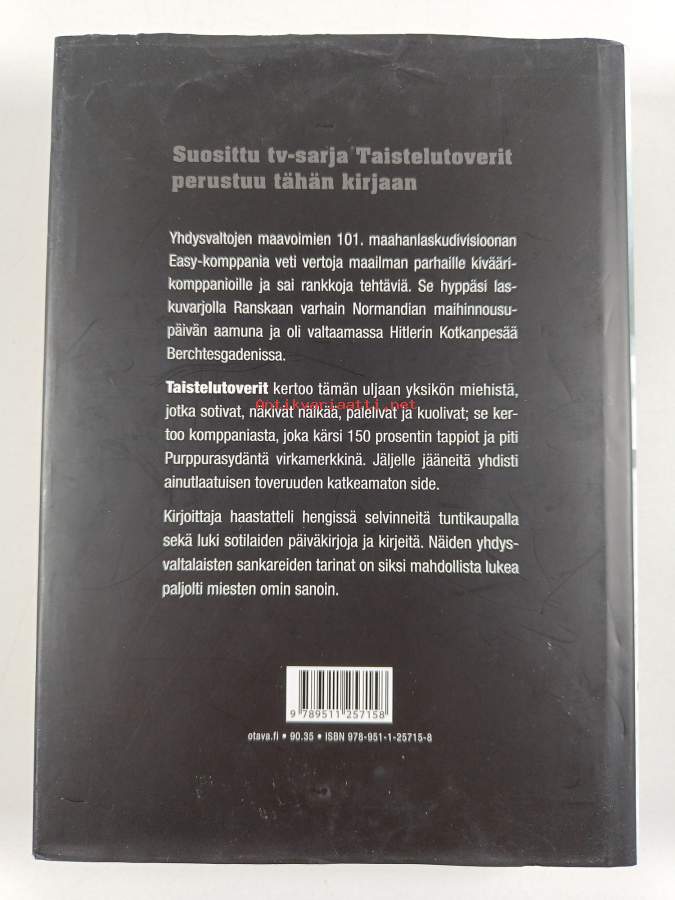 Suosittu tv-sarja Taistelutoverit
perustuu tähän kirjaan
Yhdysvaltojen maavoimien 101. maahanlaskudivisioonan
Easy-komppania veti vertoja maailman parhaille kivääri-
komppanioille ja sai rankkoja tehtäviä. Se hyppäsi las-
kuvarjolla Ranskaan varhain Normandian maihinnousu-
päivän aamuna ja oli valtaamassa Hitlerin Kotkanpesää
Berchtesgadenissa.
Taistelutoverit kertoo tämän uljaan yksikön miehistä,
Antikvariaatti.net
jotka sotivat, näkivät nälkää, palelivat ja kuolivat; se ker-
too komppaniasta, joka kärsi 150 prosentin tappiot ja piti
Purppurasydäntä virkamerkkinä. Jäljelle jääneitä yhdisti
ainutlaatuisen toveruuden katkeamaton side.
Kirjoittaja haastatteli hengissä selvinneitä tuntikaupalla
sekä luki sotilaiden päiväkirjoja ja kirjeitä. Näiden yhdys-
valtalaisten sankareiden tarinat on siksi mahdollista lukea
paljolti miesten omin sanoin.
9 789511 257158
otava.fi • 90.35 • ISBN 978-951-1-25715-8